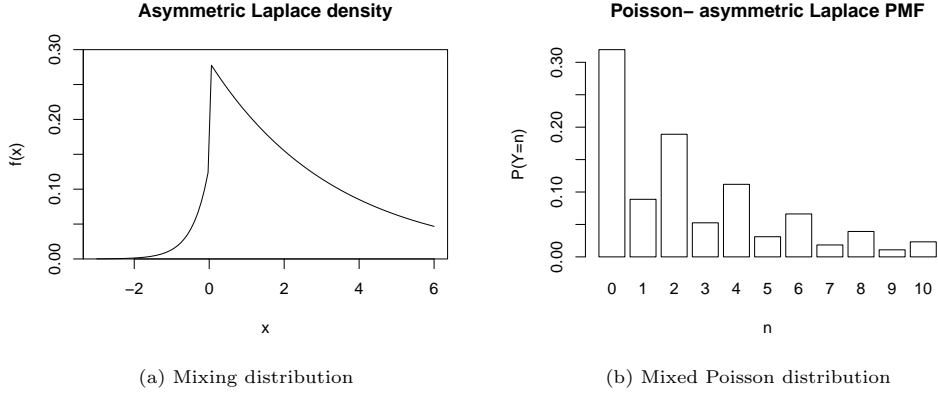 Asymmetric Laplace density
f(x)
0.30
0.20
0.10
0.00
−2 0 2 4 6
x
(a) Mixing distribution
Poisson− asymmetric Laplace PMF
P(Y=n)
0.30
0.20
0.10
0.00
0 1 2 3 4 5 6 7 8 9 10
n
(b) Mixed Poisson distribution